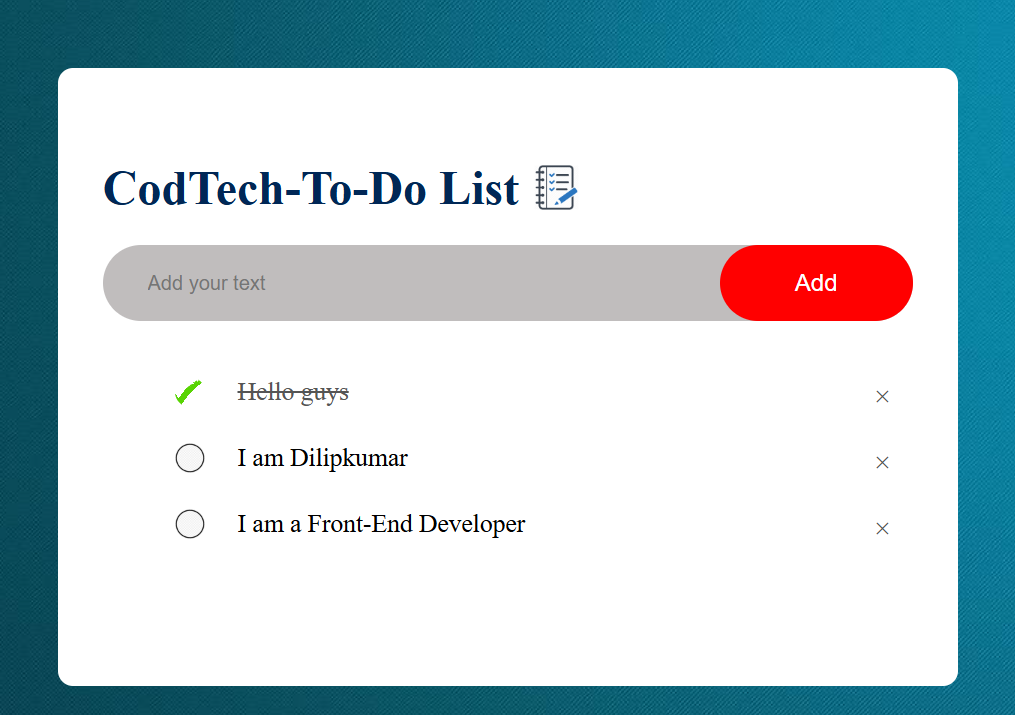 CodTech-To-Do List
Add your text
Add
Hello guys
I am Dilipkumar
I am a Front-End Developer